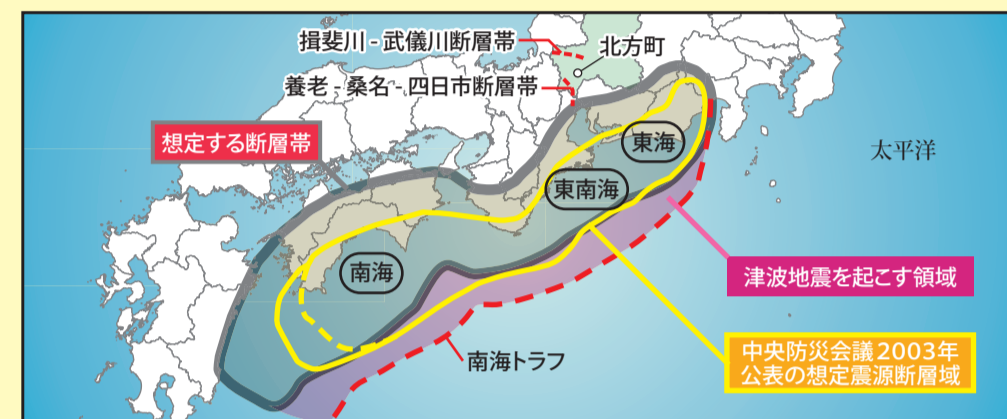 揖斐川 - 武儀川断層帯
北方町
養老 - 桑名 - 四日市断層帯
想定する断層帯
東海
太平洋
東南海
南海
津波地震を起こす領域
南海トラフ
中央防災会議2003年
公表の想定震源断層域